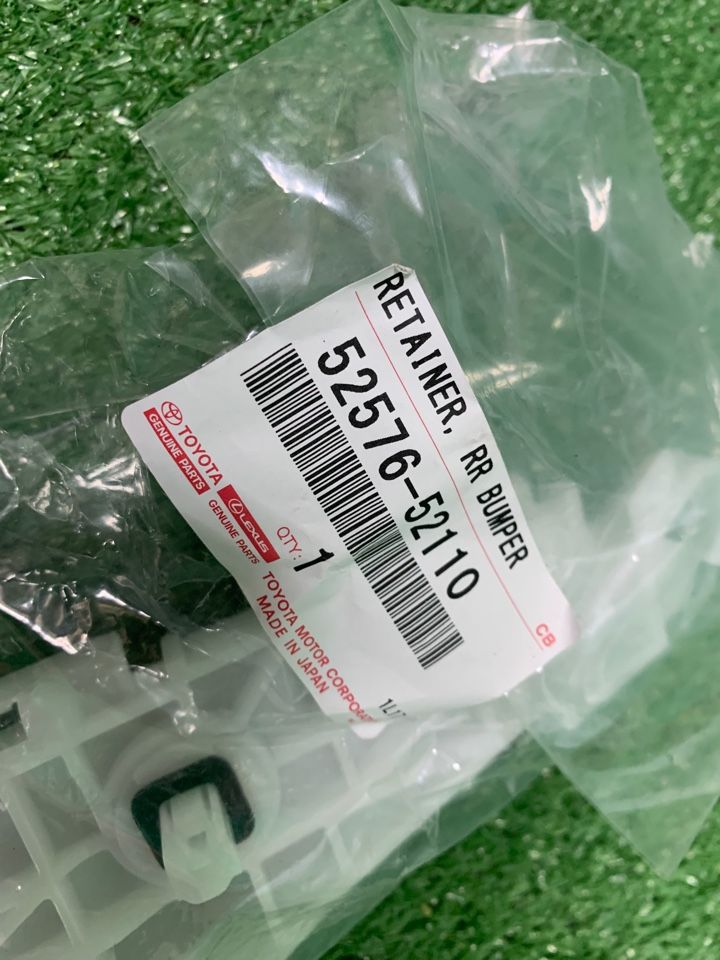 RETAINER, RR BUMPER
52576-52110
CB
QTY: 1
TOYOTA
GENUINE PARTS
LEXUS
GENUINE PARTS
TOYOTA MOTOR
MADE IN JAPAN